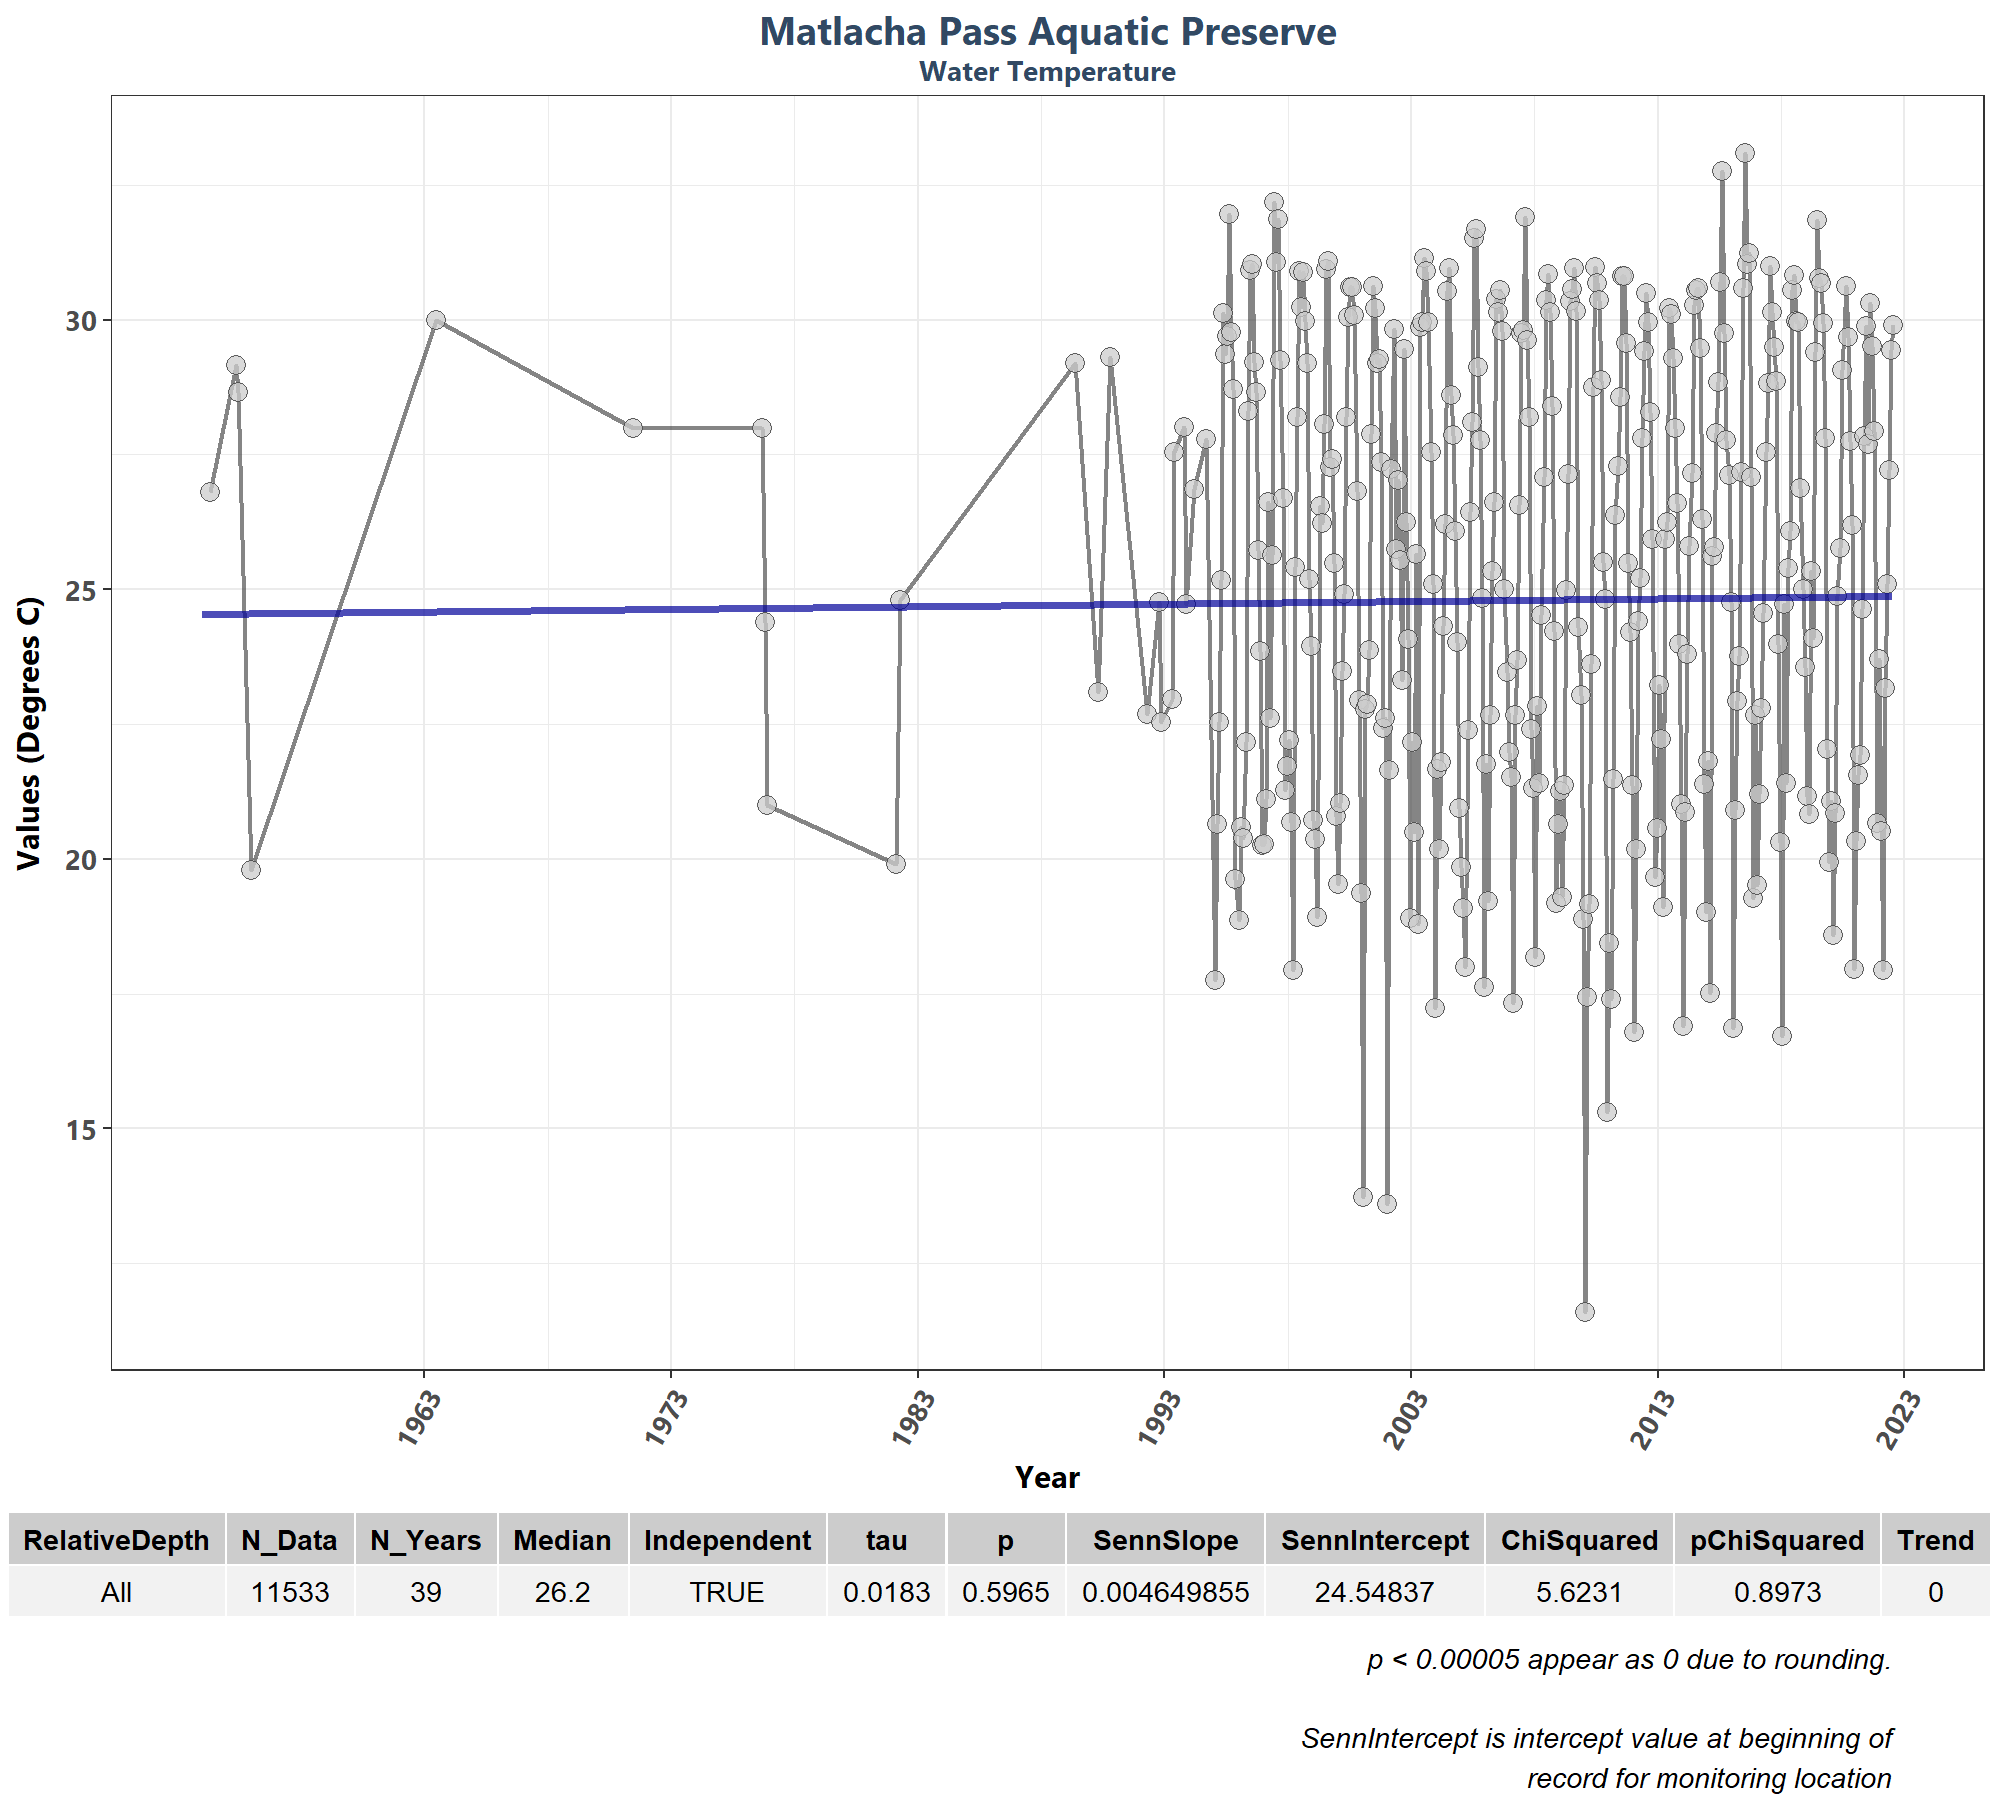 Matlacha Pass Aquatic Preserve
Water Temperature
Values (Degrees C)
30
25
20
15
1963 1973 1983 1993 2003 2013 2023
Year
RelativeDepth N_Data N_Years Median Independent tau p SennSlope SennIntercept ChiSquared pChiSquared Trend
All 11533 39 26.2 TRUE 0.0183 0.5965 0.004649855 24.54837 5.6231 0.8973 0
p < 0.00005 appear as 0 due to rounding.
SennIntercept is intercept value at beginning of
record for monitoring location